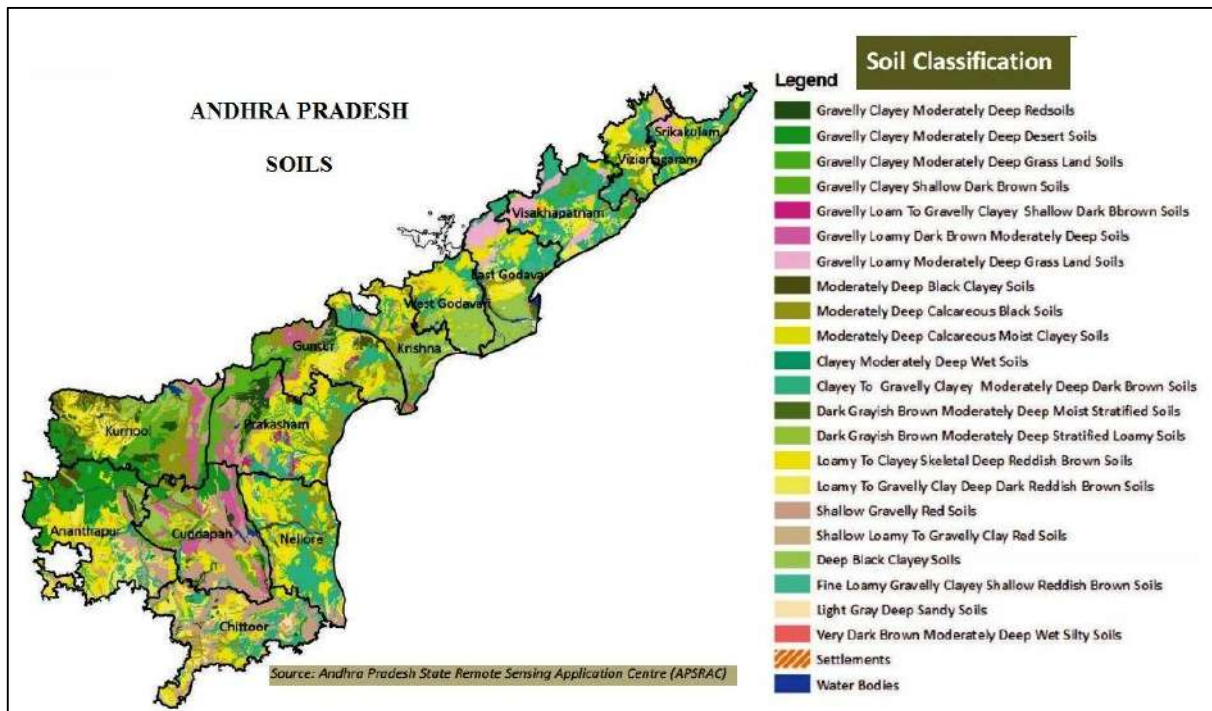 ANDHRA PRADESH
SOILS
Soil Classification
Legend
Gravelly Clayey Moderately Deep Redsoils
Gravelly Clayey Moderately Deep Desert Soils
Gravelly Clayey Moderately Deep Grass Land Soils
Gravelly Clayey Shallow Dark Brown Soils
Gravelly Loam To Gravelly Clayey Shallow Dark Bbrown Soils
Gravelly Loamy Dark Brown Moderately Deep Soils
Gravelly Loamy Moderately Deep Grass Land Soils
Moderately Deep Black Clayey Soils
Moderately Deep Calcareous Black Soils
Moderately Deep Calcareous Moist Clayey Soils
Clayey Moderately Deep Wet Soils
Clayey To Gravelly Clayey Moderately Deep Dark Brown Soils
Dark Grayish Brown Moderately Deep Moist Stratified Soils
Dark Grayish Brown Moderately Deep Stratified Loamy Soils
Loamy To Clayey Skeletal Deep Reddish Brown Soils
Loamy To Gravelly Clay Deep Dark Reddish Brown Soils
Shallow Gravelly Red Soils
Shallow Loamy To Gravelly Clay Red Soils
Deep Black Clayey Soils
Fine Loamy Gravelly Clayey Shallow Reddish Brown Soils
Light Gray Deep Sandy Soils
Very Dark Brown Moderately Deep Wet Silty Soils
Settlements
Water Bodies
Srikakulam
Vizianagaram
Visakhapatnam
East Godavari
West Godavari
Krishna
Guntur
Prakasham
Kurnool
Ananthapur
Cuddapah
Nellore
Chittoor
Source: Andhra Pradesh State Remote Sensing Application Centre (APSRAC)